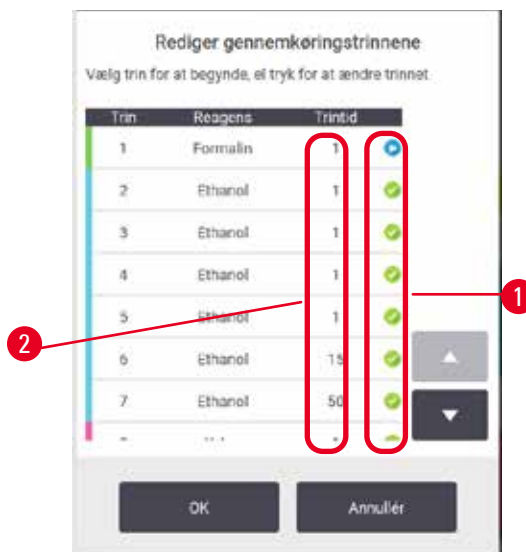 Rediger gennemkøringstrinnene
Vælg trin for at begynde, el tryk for at ændre trinnet
Trin Reagens Trintid
1 Formalin 1
2 Ethanol 1
3 Ethanol 1
4 Ethanol 1
5 Ethanol 1
6 Ethanol 15
7 Ethanol 50
1
2
OK Annullér